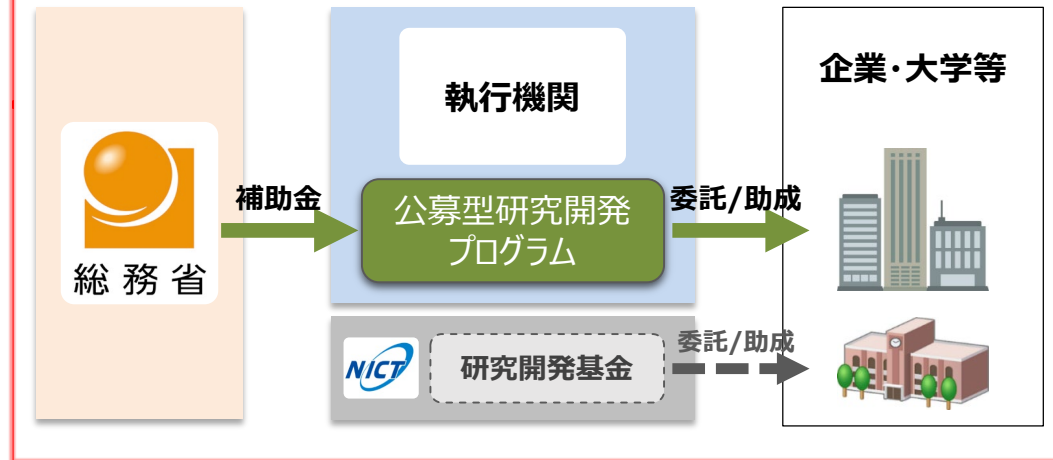 企業･大学等
執行機関
総務省
補助金
公募型研究開発
プログラム
委託/助成
NICT
研究開発基金
委託/助成